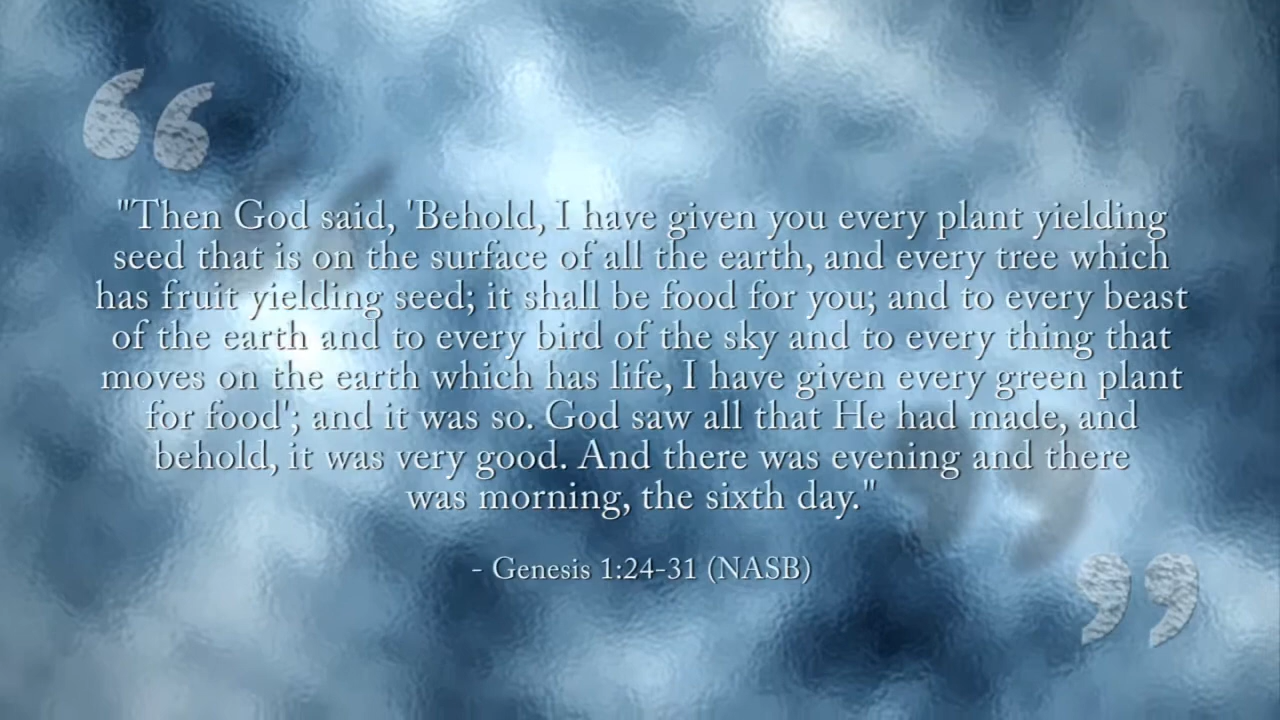 "Then God said, 'Behold, I have given you every plant yielding
seed that is on the surface of all the earth, and every tree which
has fruit yielding seed; it shall be food for you; and to every beast
of the earth and to every bird of the sky and to every thing that
moves on the earth which has life, I have given every green plant
for food'; and it was so. God saw all that He had made, and
behold, it was very good. And there was evening and there
was morning, the sixth day."
- Genesis 1:24-31 (NASB)